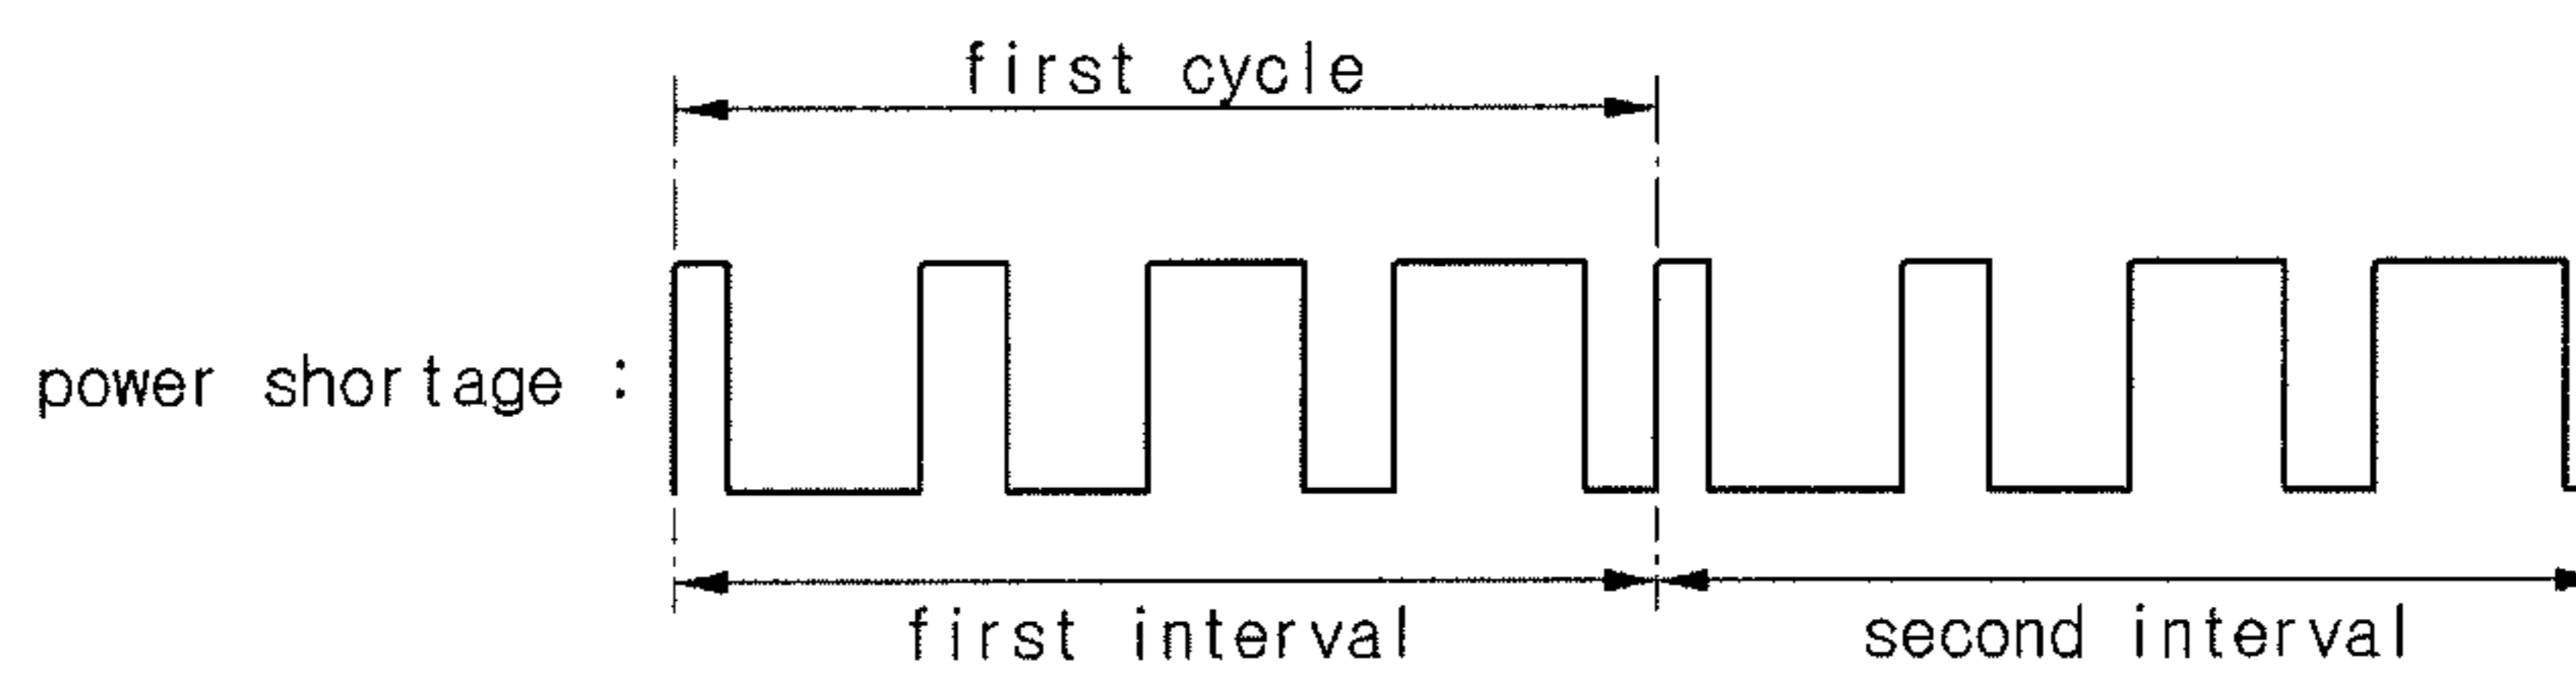 first cycle
power shortage :
first interval
second interval